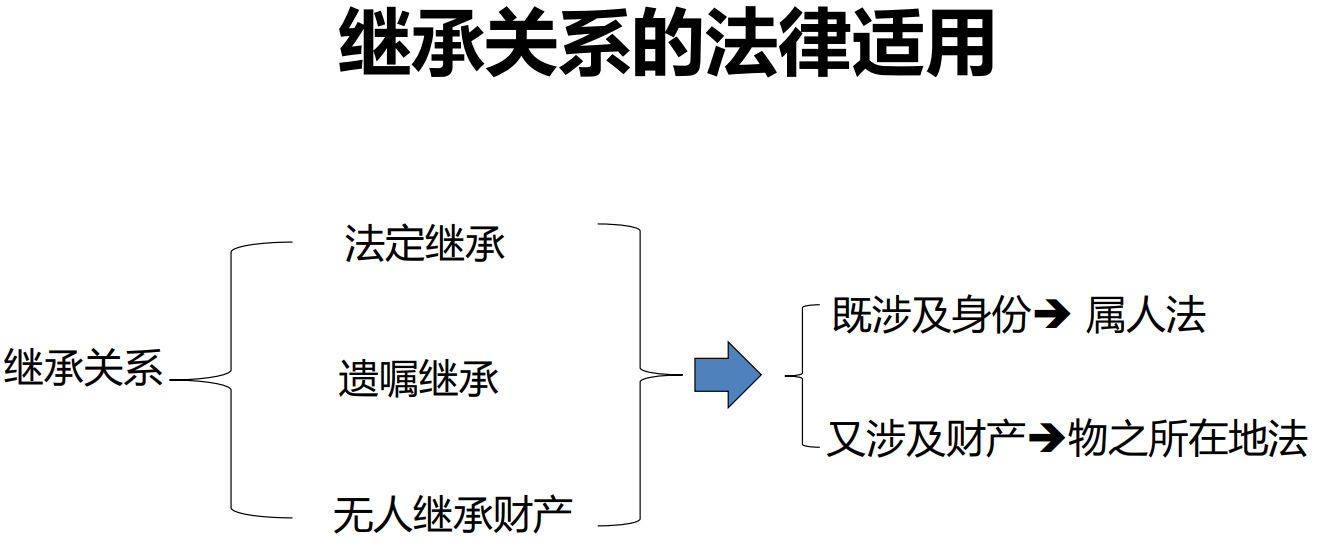 继承关系的法律适用
继承关系
法定继承
遗嘱继承
无人继承财产
既涉及身份➔ 属人法
又涉及财产➔物之所在地法